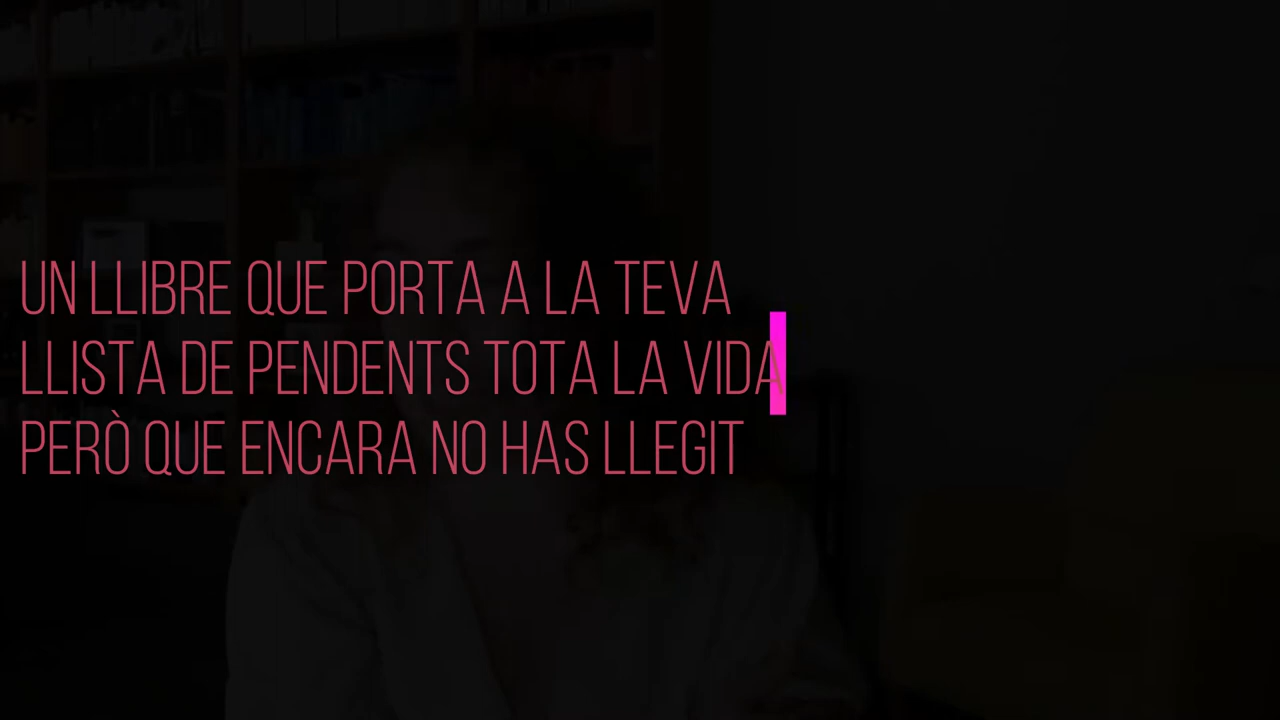 UN LLIBRE QUE PORTA A LA TEVA
LLISTA DE PENDENTS TOTA LA VIDA
PERÒ QUE ENCARA NO HAS LLEGIT